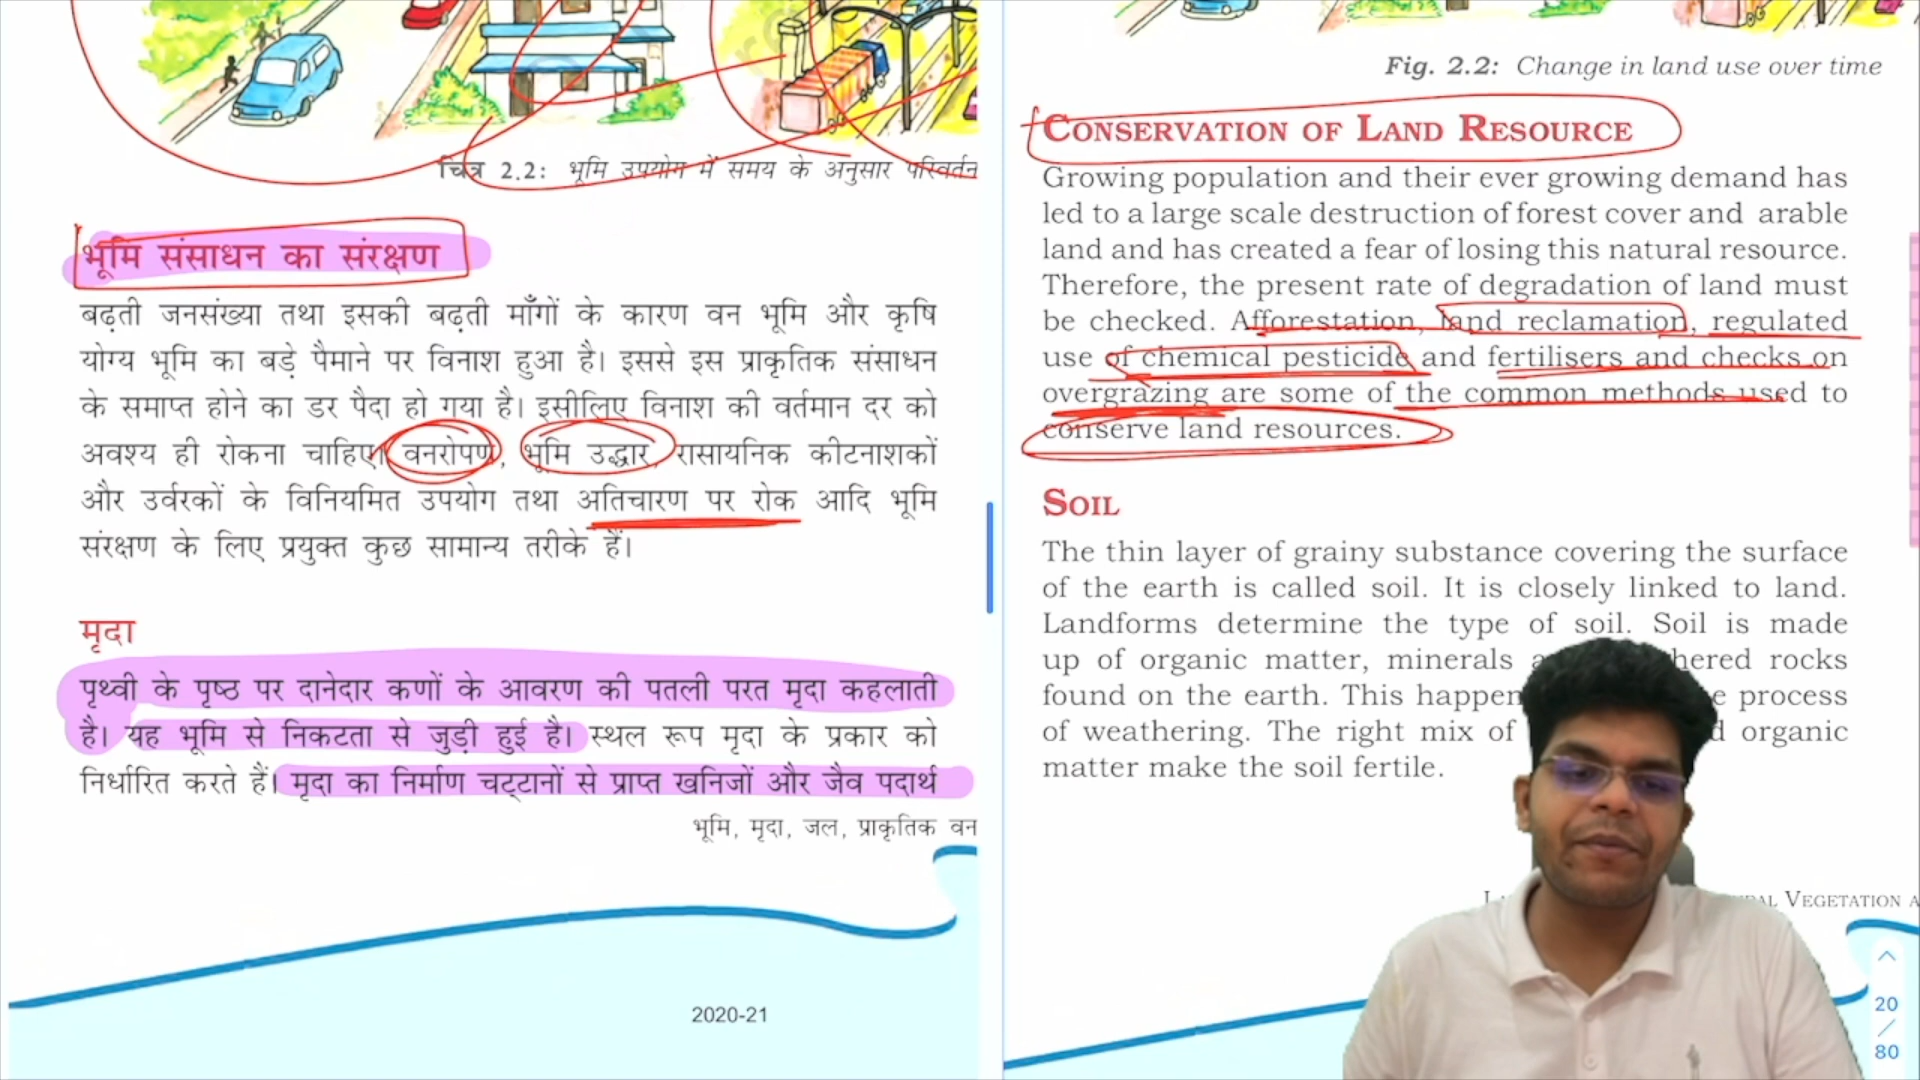 चित्र 2.2: भूमि उपयोग में समय के अनुसार परिवर्तन
भूमि संसाधन का संरक्षण
बढ़ती जनसंख्या तथा इसकी बढ़ती माँगों के कारण वन भूमि और कृषि
योग्य भूमि का बड़े पैमाने पर विनाश हुआ है। इससे इस प्राकृतिक संसाधन
के समाप्त होने का डर पैदा हो गया है। इसीलिए विनाश की वर्तमान दर को
अवश्य ही रोकना चाहिए। वनरोपण, भूमि उद्धार, रासायनिक कीटनाशकों
और उर्वरकों के विनियमित उपयोग तथा अतिचारण पर रोक आदि भूमि
संरक्षण के लिए प्रयुक्त कुछ सामान्य तरीके हैं।
मृदा
पृथ्वी के पृष्ठ पर दानेदार कणों के आवरण की पतली परत मृदा कहलाती
है। यह भूमि से निकटता से जुड़ी हुई है। स्थल रूप मृदा के प्रकार को
निर्धारित करते हैं। मृदा का निर्माण चट्टानों से प्राप्त खनिजों और जैव पदार्थ
भूमि, मृदा, जल, प्राकृतिक वन
2020-21
Fig. 2.2: Change in land use over time
CONSERVATION OF LAND RESOURCE
Growing population and their ever growing demand has
led to a large scale destruction of forest cover and arable
land and has created a fear of losing this natural resource.
Therefore, the present rate of degradation of land must
be checked. Afforestation, land reclamation, regulated
use of chemical pesticide and fertilisers and checks on
overgrazing are some of the common methods used to
conserve land resources.
SOIL
The thin layer of grainy substance covering the surface
of the earth is called soil. It is closely linked to land.
Landforms determine the type of soil. Soil is made
up of organic matter, minerals rocks
found on the earth. This process
of weathering. The right mix of organic
matter make the soil fertile.
VEGETATION
20
/
80